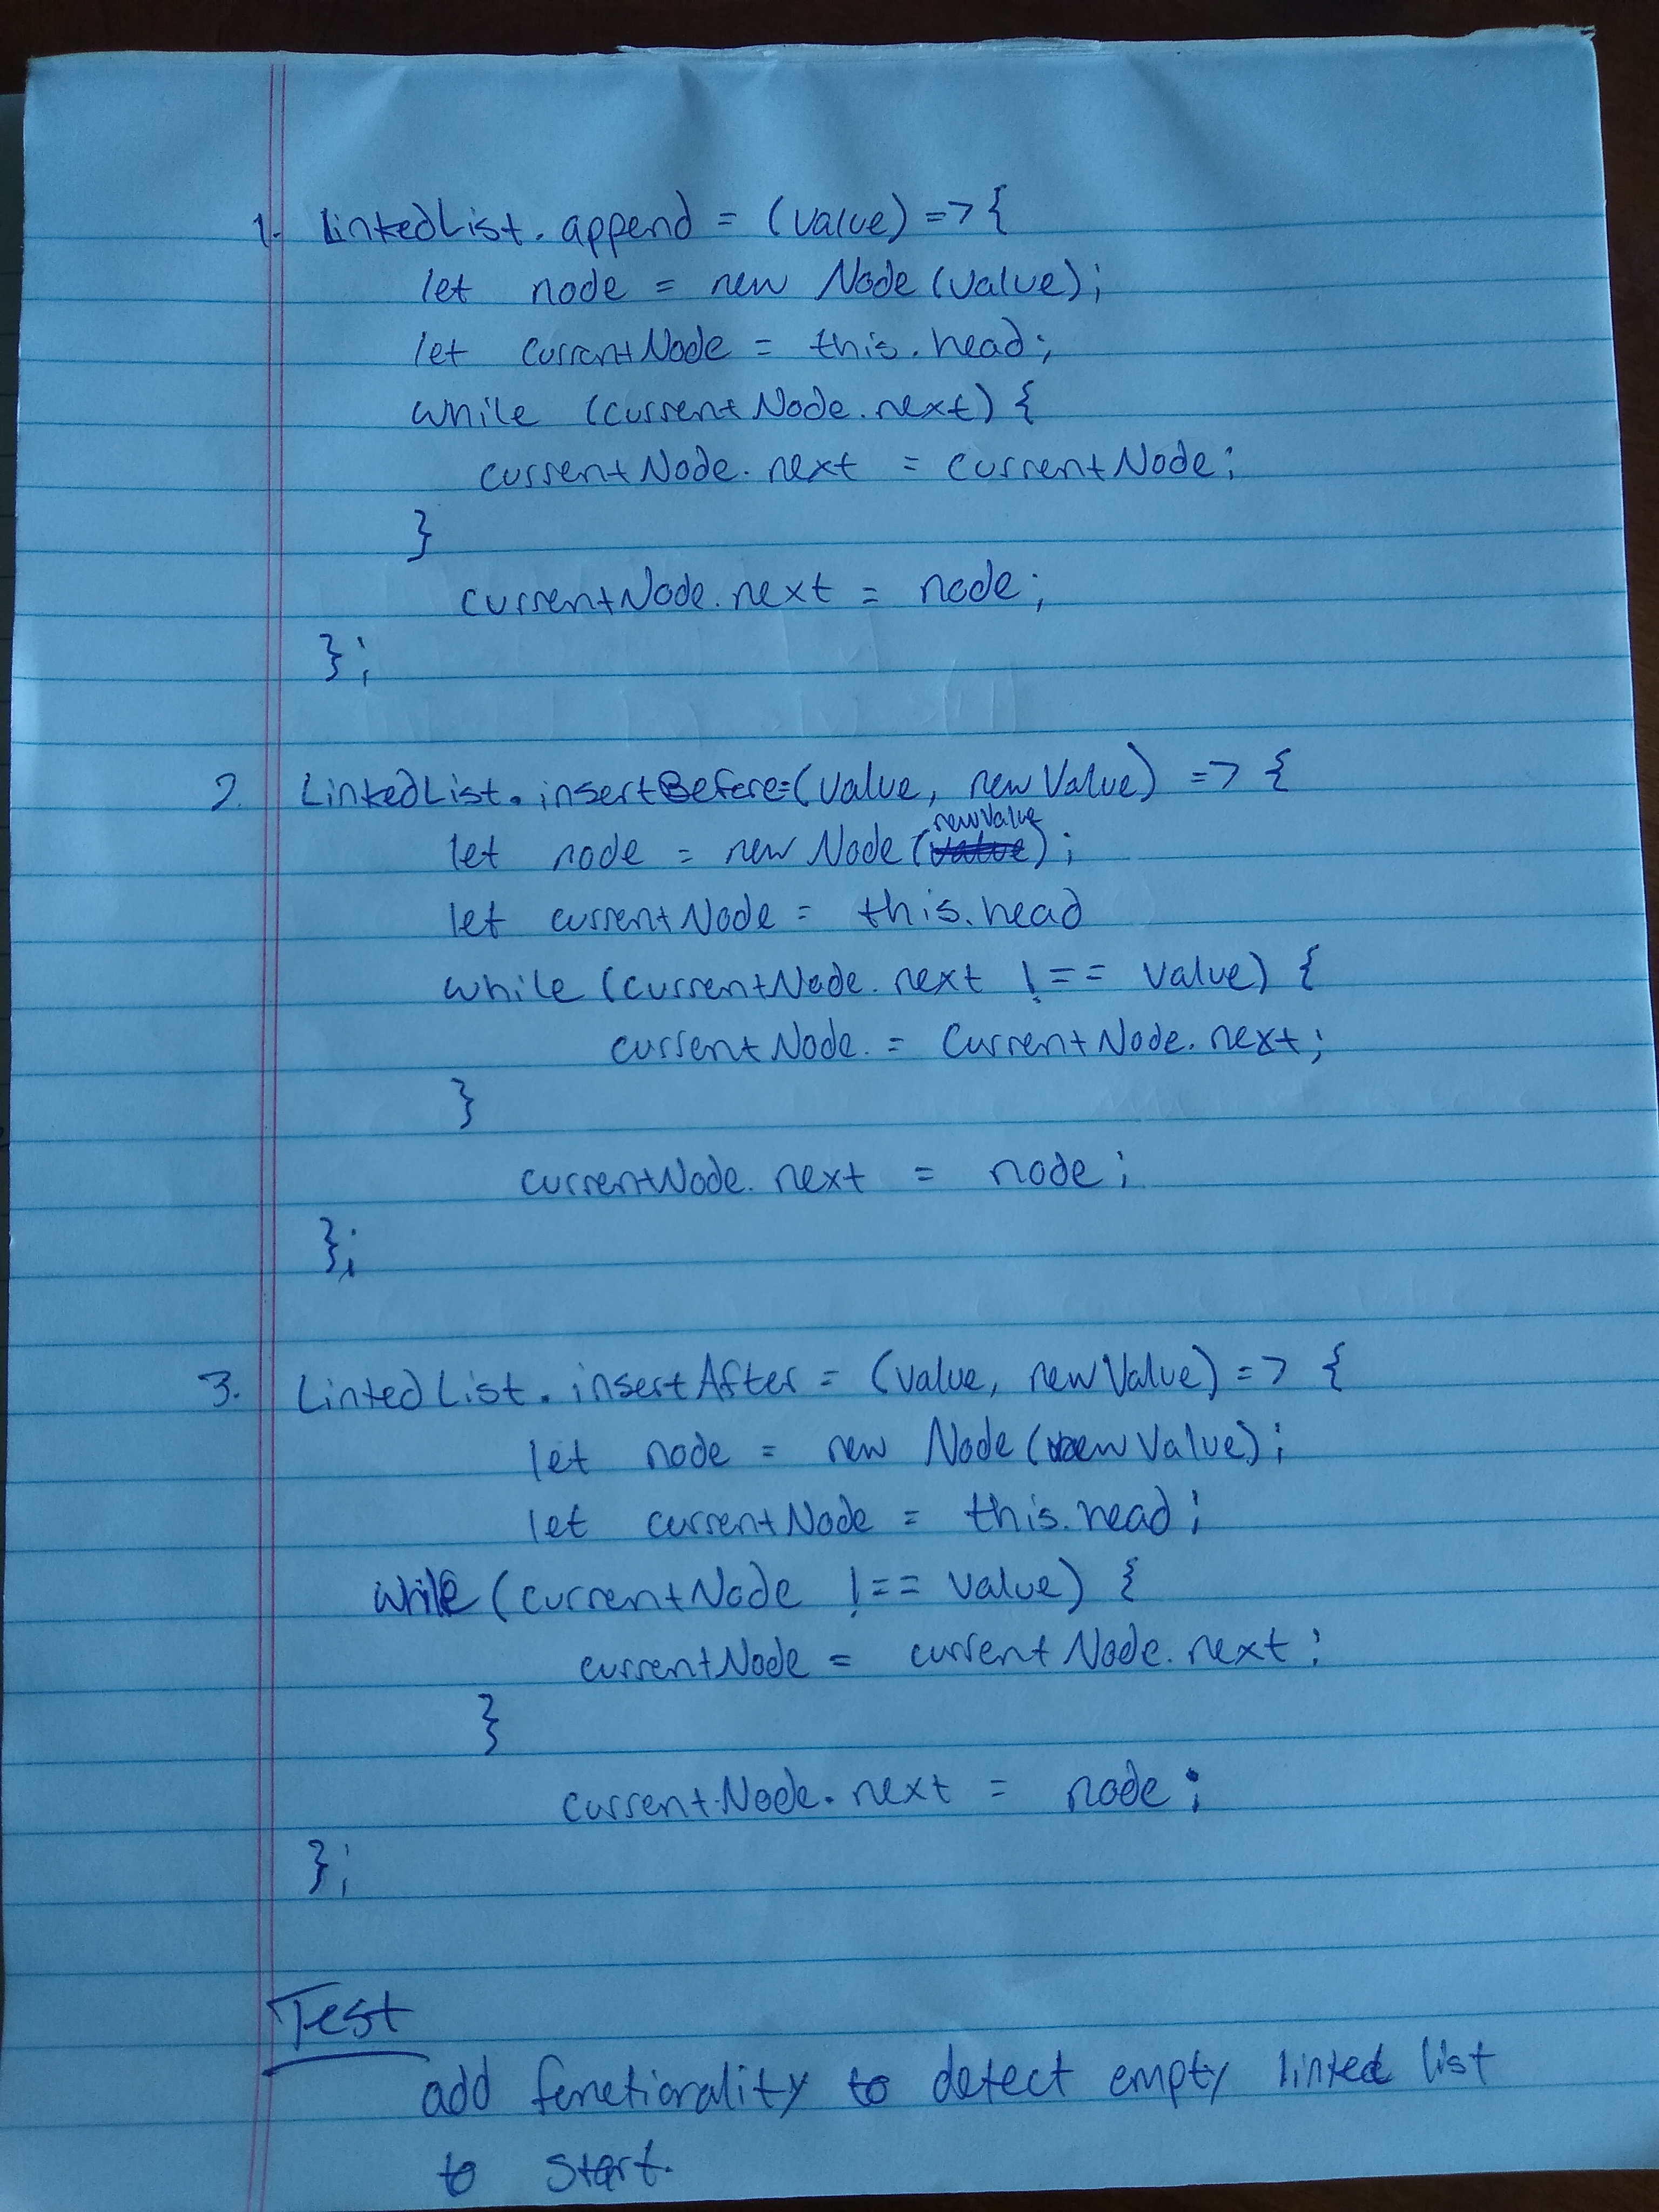 1. LinkedList.append = (value) => {
let node = new Node(value);
let currentNode = this.head;
while (currentNode.next) {
currentNode.next = currentNode;
}
currentNode.next = node;
};
2. LinkedList.insertBefore=(value, newValue) => {
newValue
let node = new Node(value);
let currentNode = this.head
while (currentNode.next !== value) {
currentNode. = currentNode.next;
}
currentNode.next = node;
};
3. LinkedList.insertAfter = (value, newValue) => {
let node = new Node(newValue);
let currentNode = this.head;
while (currentNode !== value) {
currentNode = currentNode.next;
}
currentNode.next = node;
};
Test
add functionality to detect empty linked list
to start.